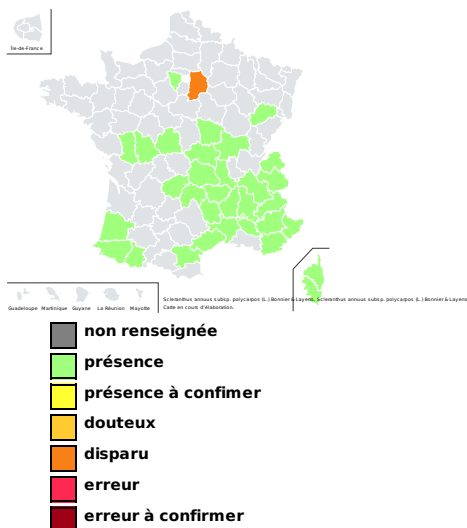 Île-de-France
Guadeloupe Martinique Guyane La Réunion Mayotte
Scleranthus annuus subsp. polycarpos (L.) Bonnier & Layens, Scleranthus annuus subsp. polycarpos (L.) Bonnier & Layens
Carte en cours d'élaboration.
non renseignée
présence
présence à confimer
douteux
disparu
erreur
erreur à confirmer